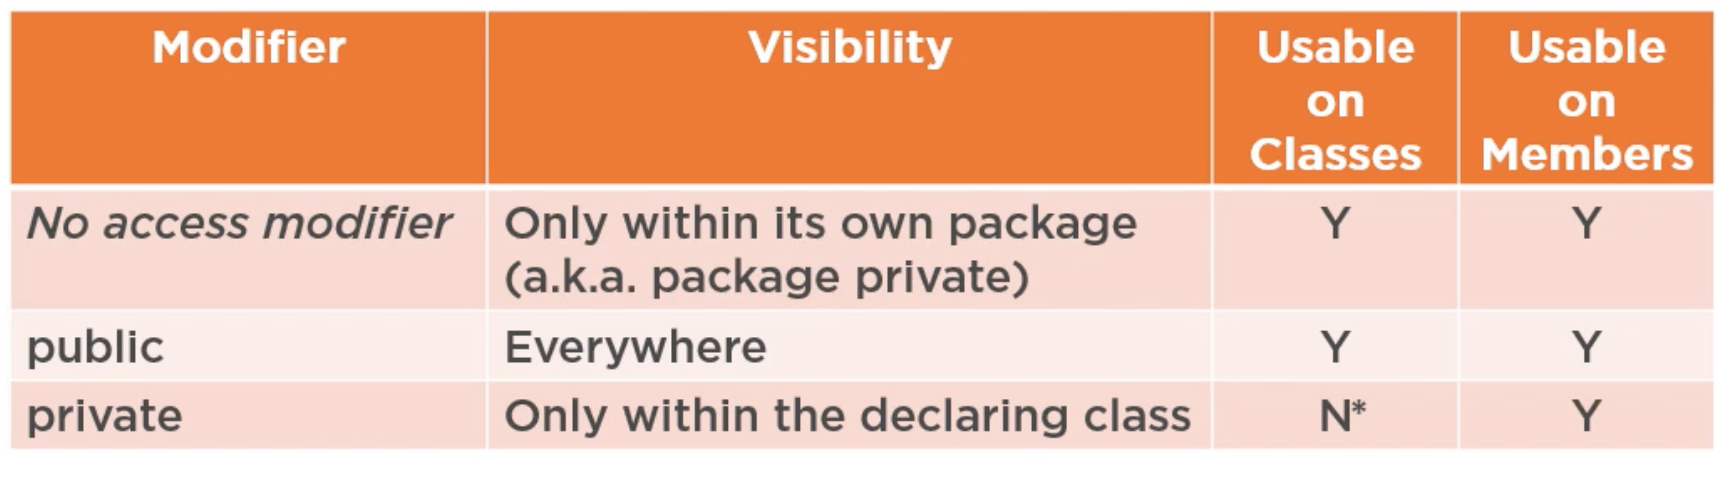 Modifier
Visibility
Usable
on
Classes
Usable
on
Members
No access modifier
Only within its own package
(a.k.a. package private)
Y
Y
public
Everywhere
Y
Y
private
Only within the declaring class
N*
Y